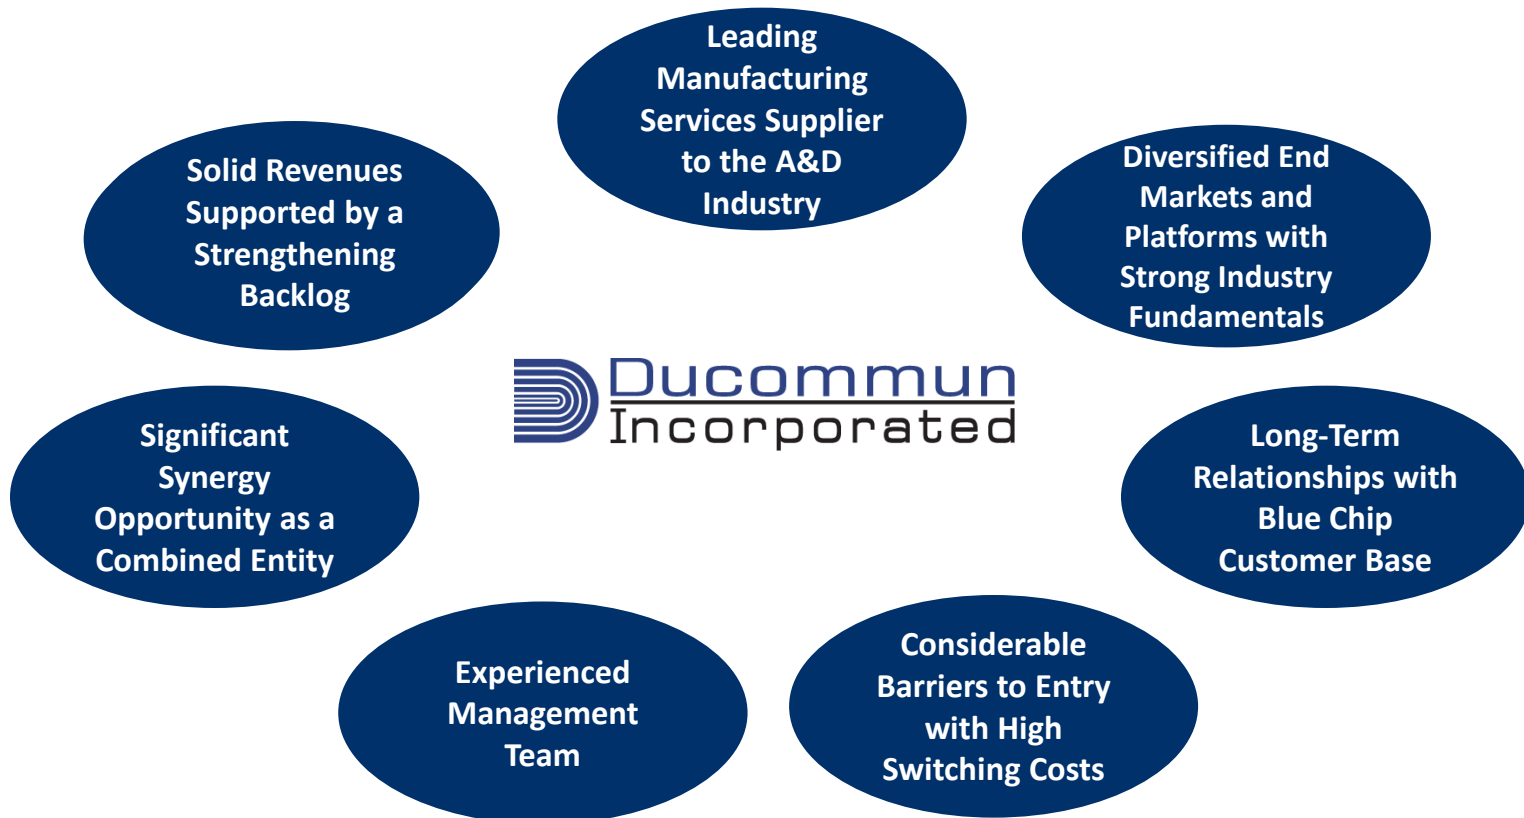 Leading
Manufacturing
Services Supplier
to the A&D
Industry
Diversified End
Markets and
Platforms with
Strong Industry
Fundamentals
Long-Term
Relationships with
Blue Chip
Customer Base
Considerable
Barriers to Entry
with High
Switching Costs
Experienced
Management
Team
Significant
Synergy
Opportunity as a
Combined Entity
Solid Revenues
Supported by a
Strengthening
Backlog
Ducommun
Incorporated